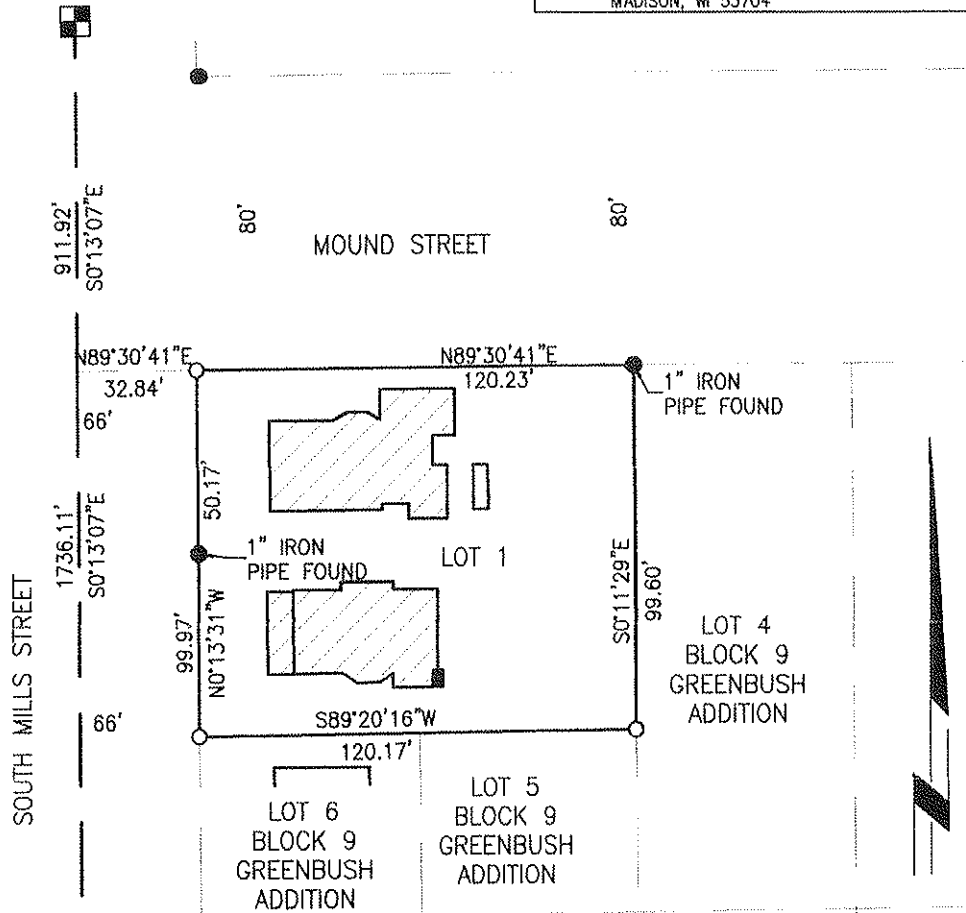 MADISON, WI 53704
911.92'
S0°13'07"E
80'
80'
MOUND STREET
N89°30'41"E
32.84'
N89°30'41"E
120.23'
1" IRON
PIPE FOUND
66'
50.17'
1736.11'
S0°13'07"E
1" IRON
PIPE FOUND
LOT 1
99.97'
N0°13'31"W
S0°11'29"E
99.60'
LOT 4
BLOCK 9
GREENBUSH
ADDITION
SOUTH MILLS STREET
66'
S89°20'16"W
120.17'
LOT 6
BLOCK 9
GREENBUSH
ADDITION
LOT 5
BLOCK 9
GREENBUSH
ADDITION